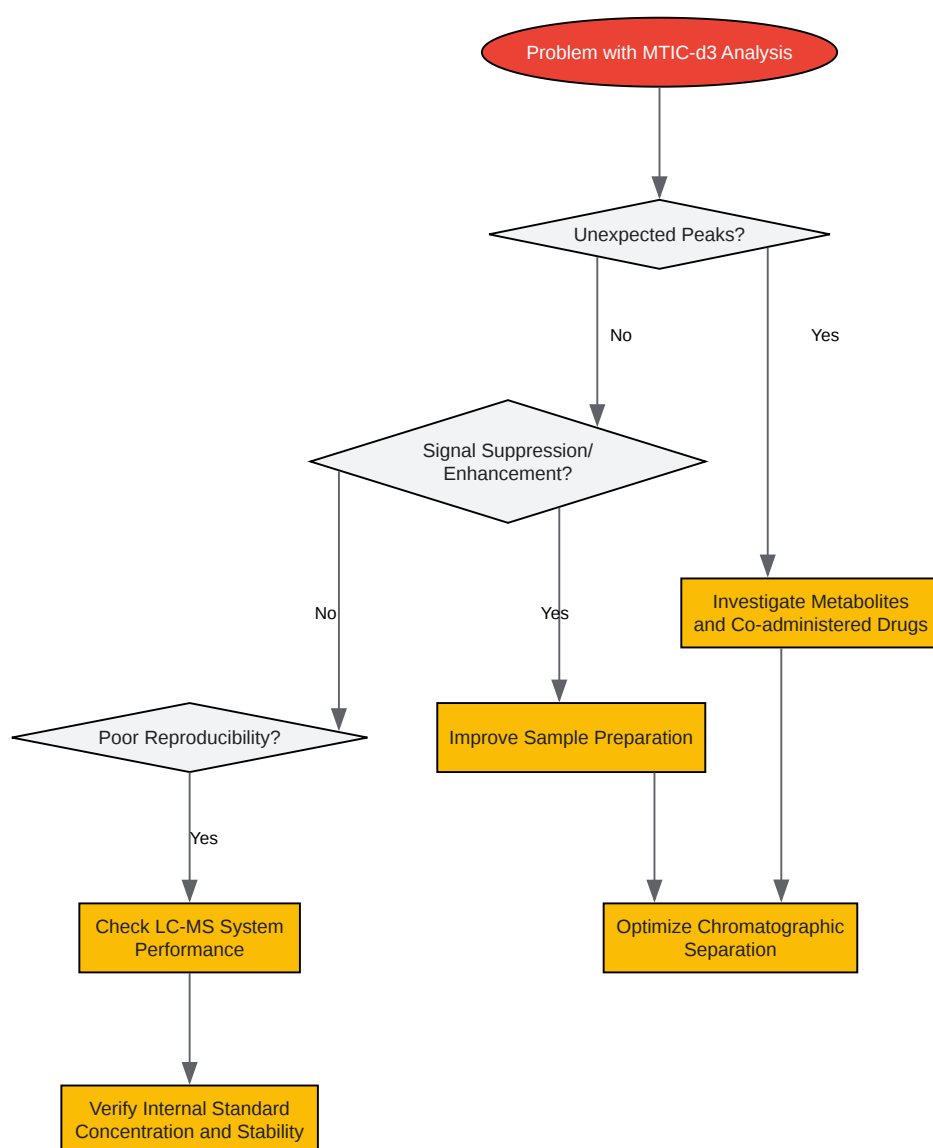 Problem with MTIC-d3 Analysis
Unexpected Peaks?
No
Yes
Signal Suppression/
Enhancement?
Investigate Metabolites
and Co-administered Drugs
No
Yes
Poor Reproducibility?
Improve Sample Preparation
Yes
Check LC-MS System
Performance
Optimize Chromatographic
Separation
Verify Internal Standard
Concentration and Stability